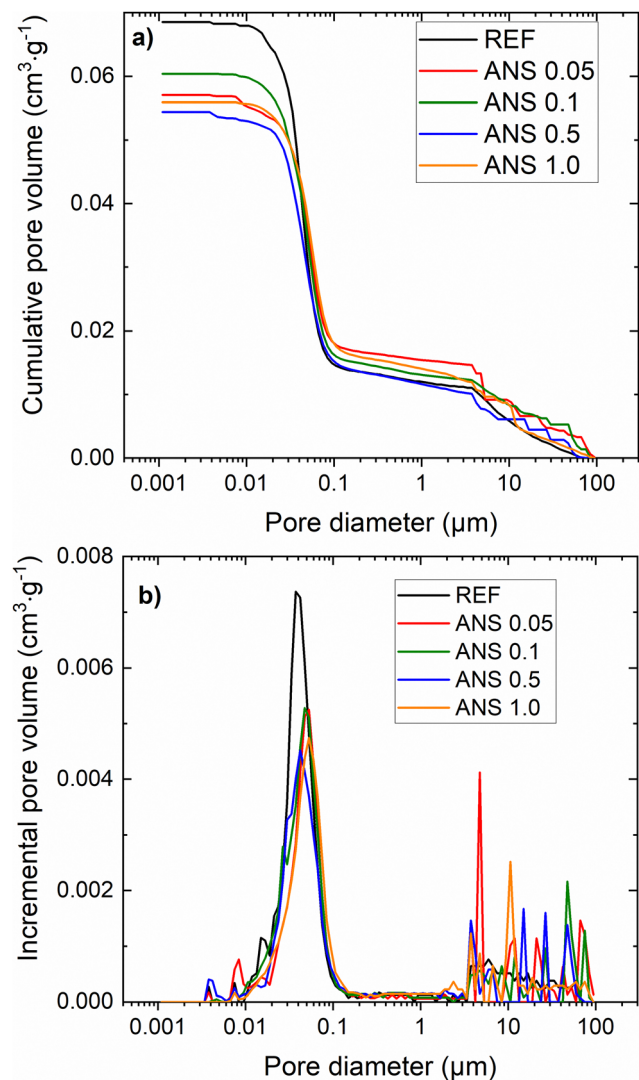 a)
REF
ANS 0.05
ANS 0.1
ANS 0.5
ANS 1.0
Cumulative pore volume (cm³·g⁻¹)
0.06
0.04
0.02
0.00
0.001 0.01 0.1 1 10 100
Pore diameter (µm)
b)
REF
ANS 0.05
ANS 0.1
ANS 0.5
ANS 1.0
Incremental pore volume (cm³·g⁻¹)
0.008
0.006
0.004
0.002
0.000
0.001 0.01 0.1 1 10 100
Pore diameter (µm)